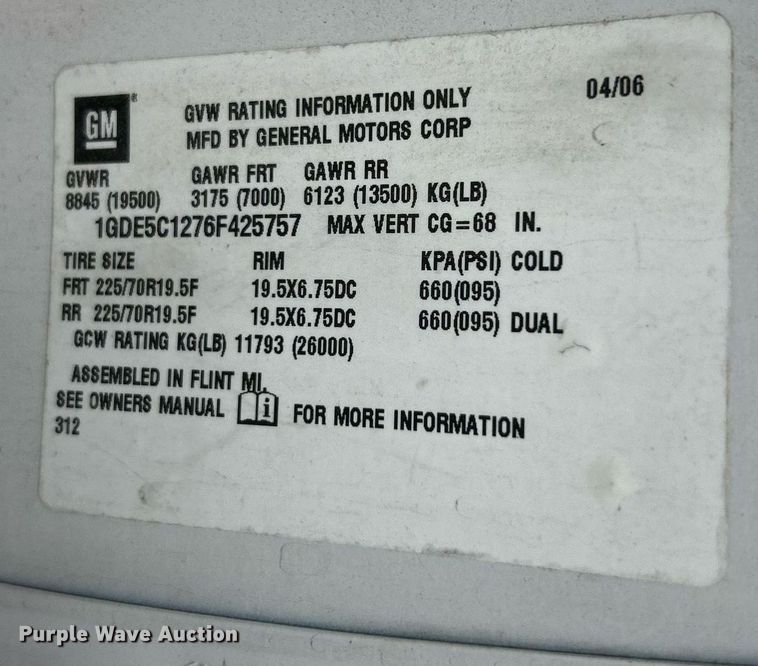 GM
GVW RATING INFORMATION ONLY 04/06
MFD BY GENERAL MOTORS CORP
GVWR GAWR FRT GAWR RR
8845 (19500) 3175 (7000) 6123 (13500) KG(LB)
1GDE5C1276F425757 MAX VERT CG=68 IN.
TIRE SIZE RIM KPA(PSI) COLD
FRT 225/70R19.5F 19.5X6.75DC 660(095)
RR 225/70R19.5F 19.5X6.75DC 660(095) DUAL
GCW RATING KG(LB) 11793 (26000)
ASSEMBLED IN FLINT MI.
SEE OWNERS MANUAL i FOR MORE INFORMATION
312
Purple Wave Auction